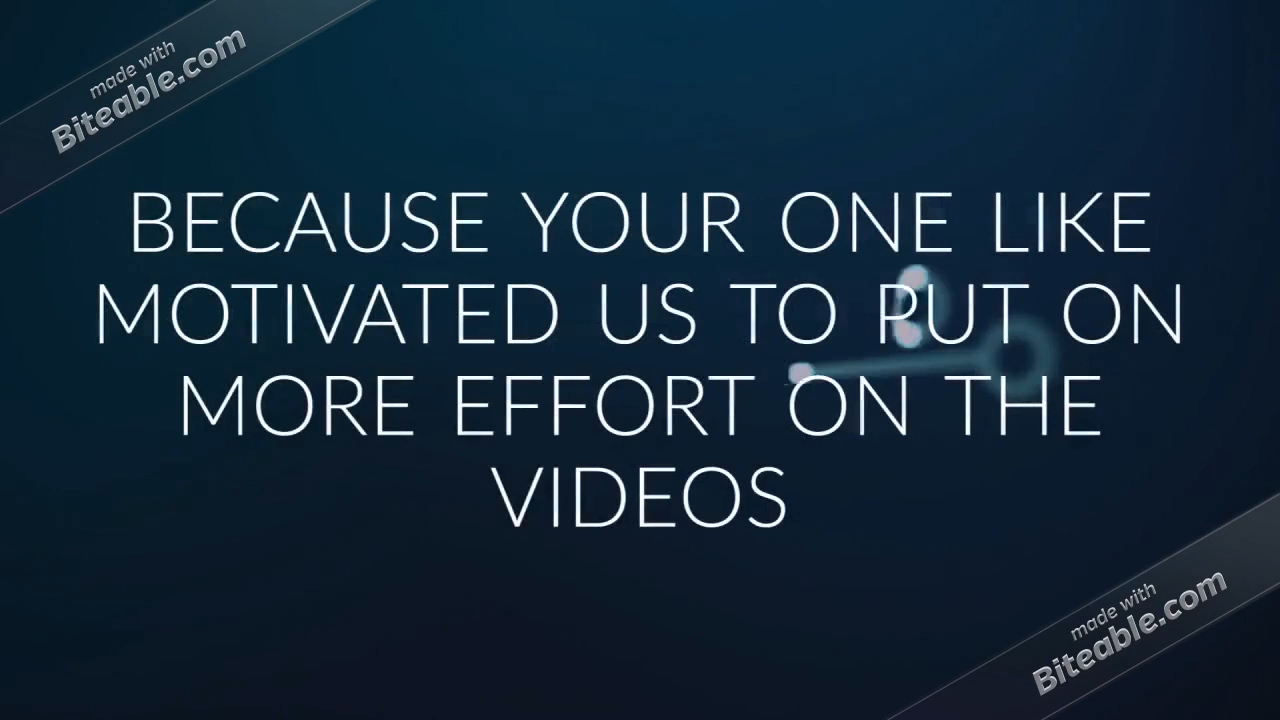 made with
Biteable.com
BECAUSE YOUR ONE LIKE
MOTIVATED US TO PUT ON
MORE EFFORT ON THE
VIDEOS
made with
Biteable.com